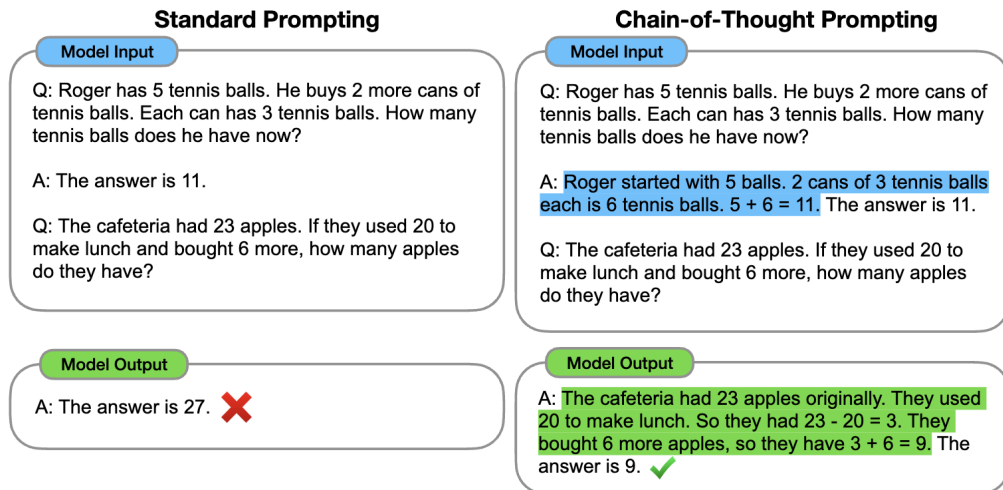 Standard Prompting
Model Input
Q: Roger has 5 tennis balls. He buys 2 more cans of
tennis balls. Each can has 3 tennis balls. How many
tennis balls does he have now?
A: The answer is 11.
Q: The cafeteria had 23 apples. If they used 20 to
make lunch and bought 6 more, how many apples
do they have?
Model Output
A: The answer is 27.
Chain-of-Thought Prompting
Model Input
Q: Roger has 5 tennis balls. He buys 2 more cans of
tennis balls. Each can has 3 tennis balls. How many
tennis balls does he have now?
A: Roger started with 5 balls. 2 cans of 3 tennis balls
each is 6 tennis balls. 5 + 6 = 11. The answer is 11.
Q: The cafeteria had 23 apples. If they used 20 to
make lunch and bought 6 more, how many apples
do they have?
Model Output
A: The cafeteria had 23 apples originally. They used
20 to make lunch. So they had 23 - 20 = 3. They
bought 6 more apples, so they have 3 + 6 = 9. The
answer is 9.